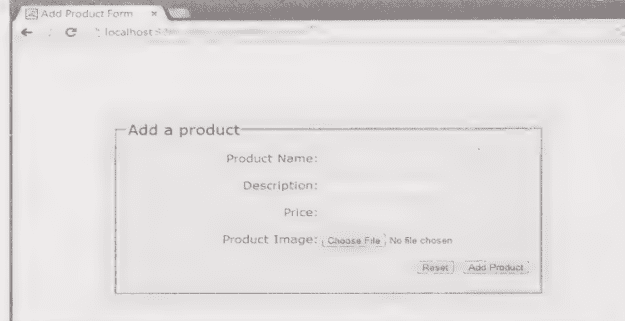 Add Product Form
localhost
Add a product
Product Name:
Description:
Price:
Product Image: Choose File No file chosen
Reset Add Product